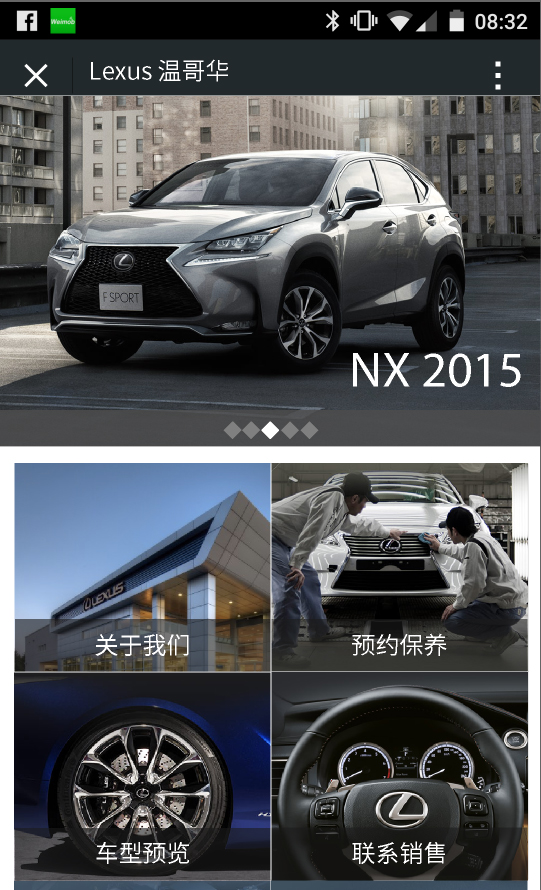 Weimob
08:32
Lexus 温哥华
F SPORT
NX 2015
LEXUS
关于我们
预约保养
车型预览
联系销售